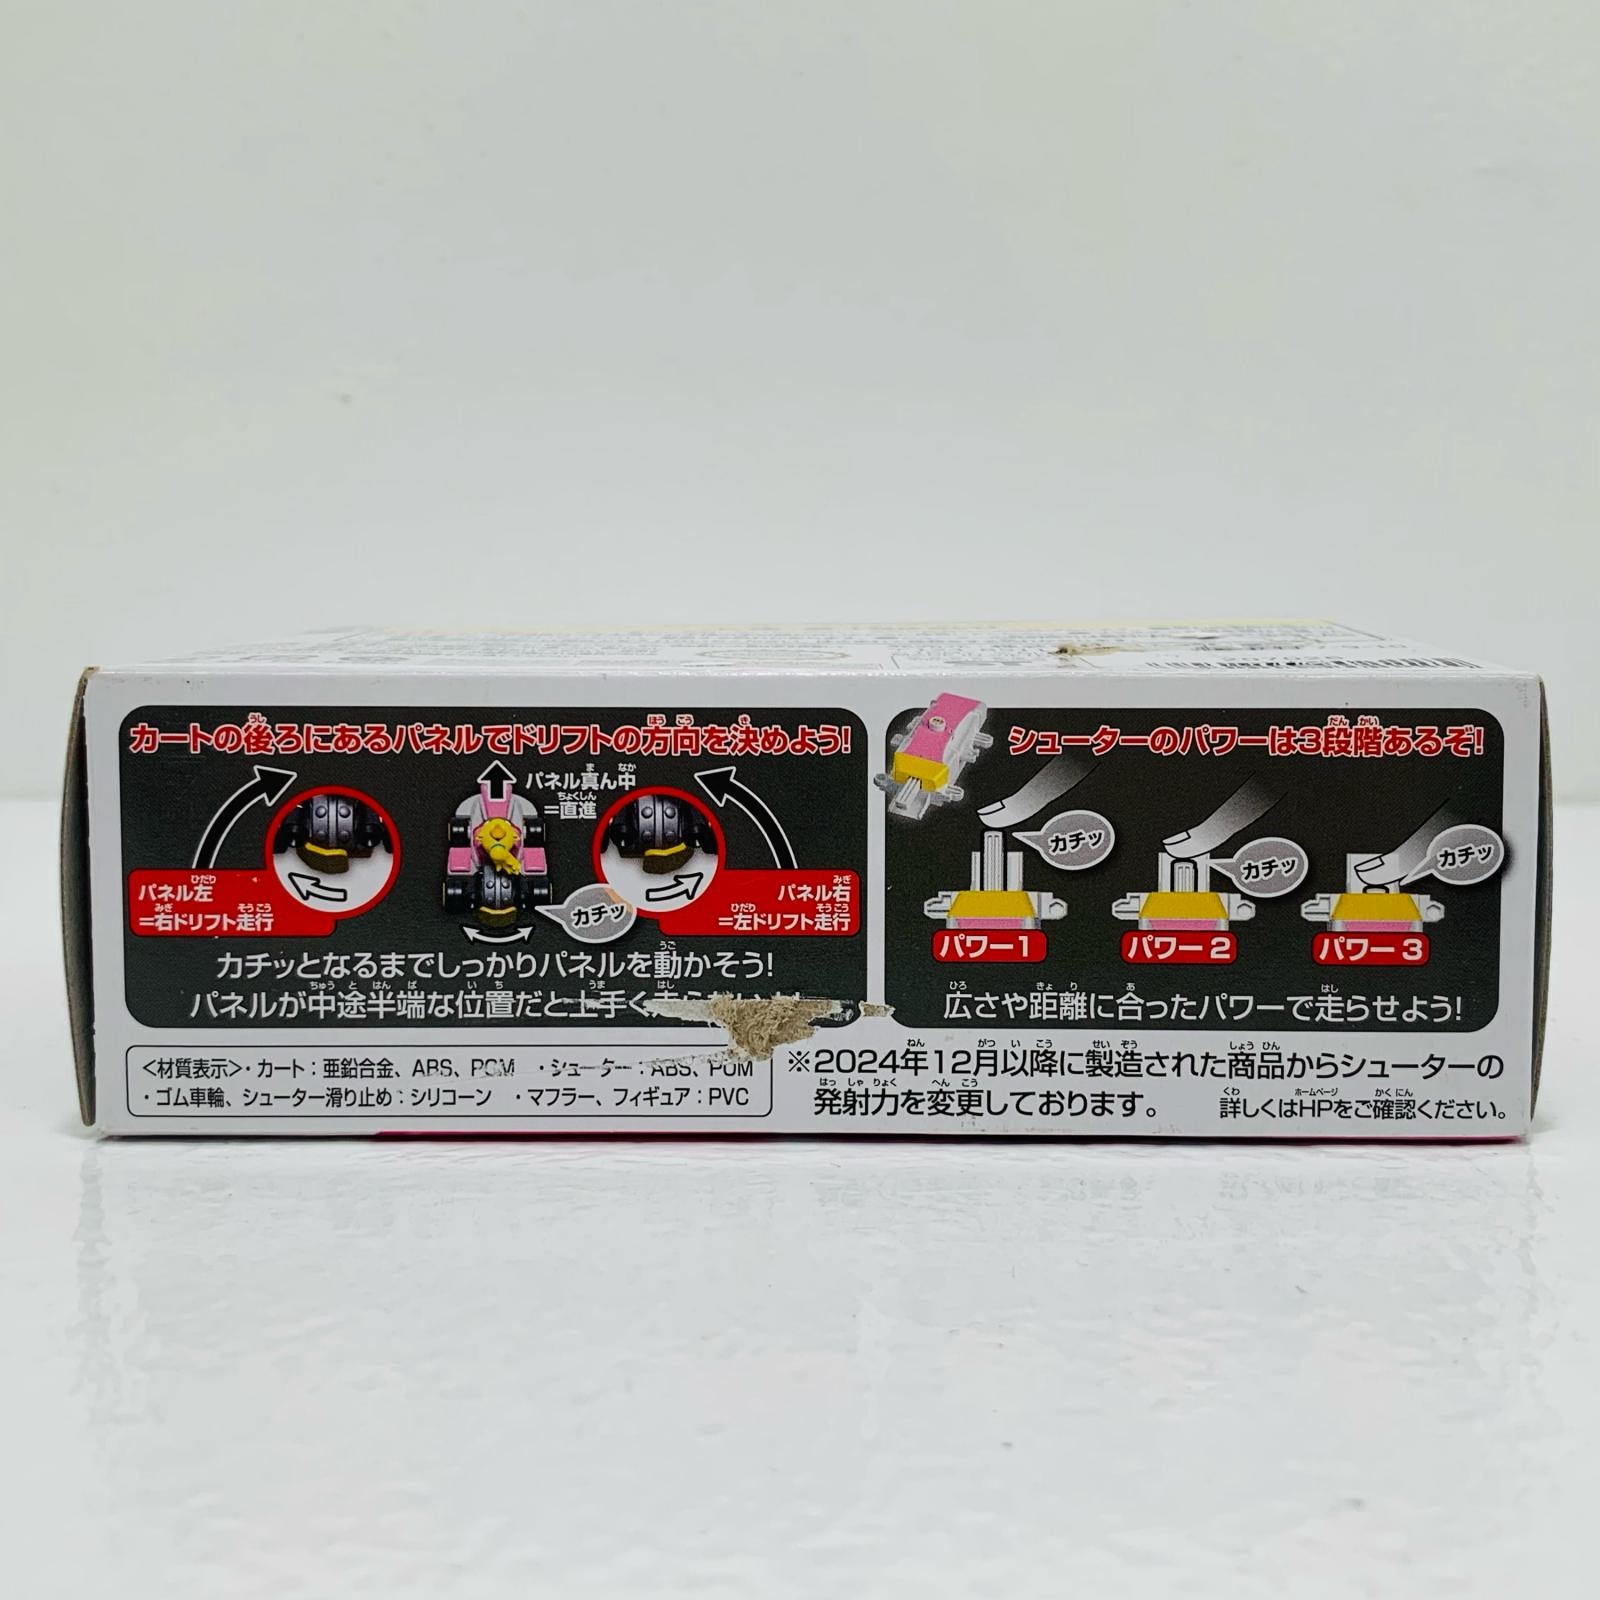 カートの後ろにあるパネルでドリフトの方向を決めよう!
パネル真ん中
=直進
パネル左
=右ドリフト走行
カチッ
パネル右
=左ドリフト走行
カチッとなるまでしっかりパネルを動かそう!
パネルが中途半端な位置だと上手く
シューターのパワーは3段階あるぞ!
カチッ
カチッ
カチッ
パワー1
パワー2
パワー3
広さや距離に合ったパワーで走らせよう!
<材質表示>・カート:亜鉛合金、ABS、POM ・シューター:ABS、POM
・ゴム車輪、シューター滑り止め:シリコーン ・マフラー、フィギュア:PVC
※2024年12月以降に製造された商品からシューターの
発射力を変更しております。 詳しくはHPをご確認ください。